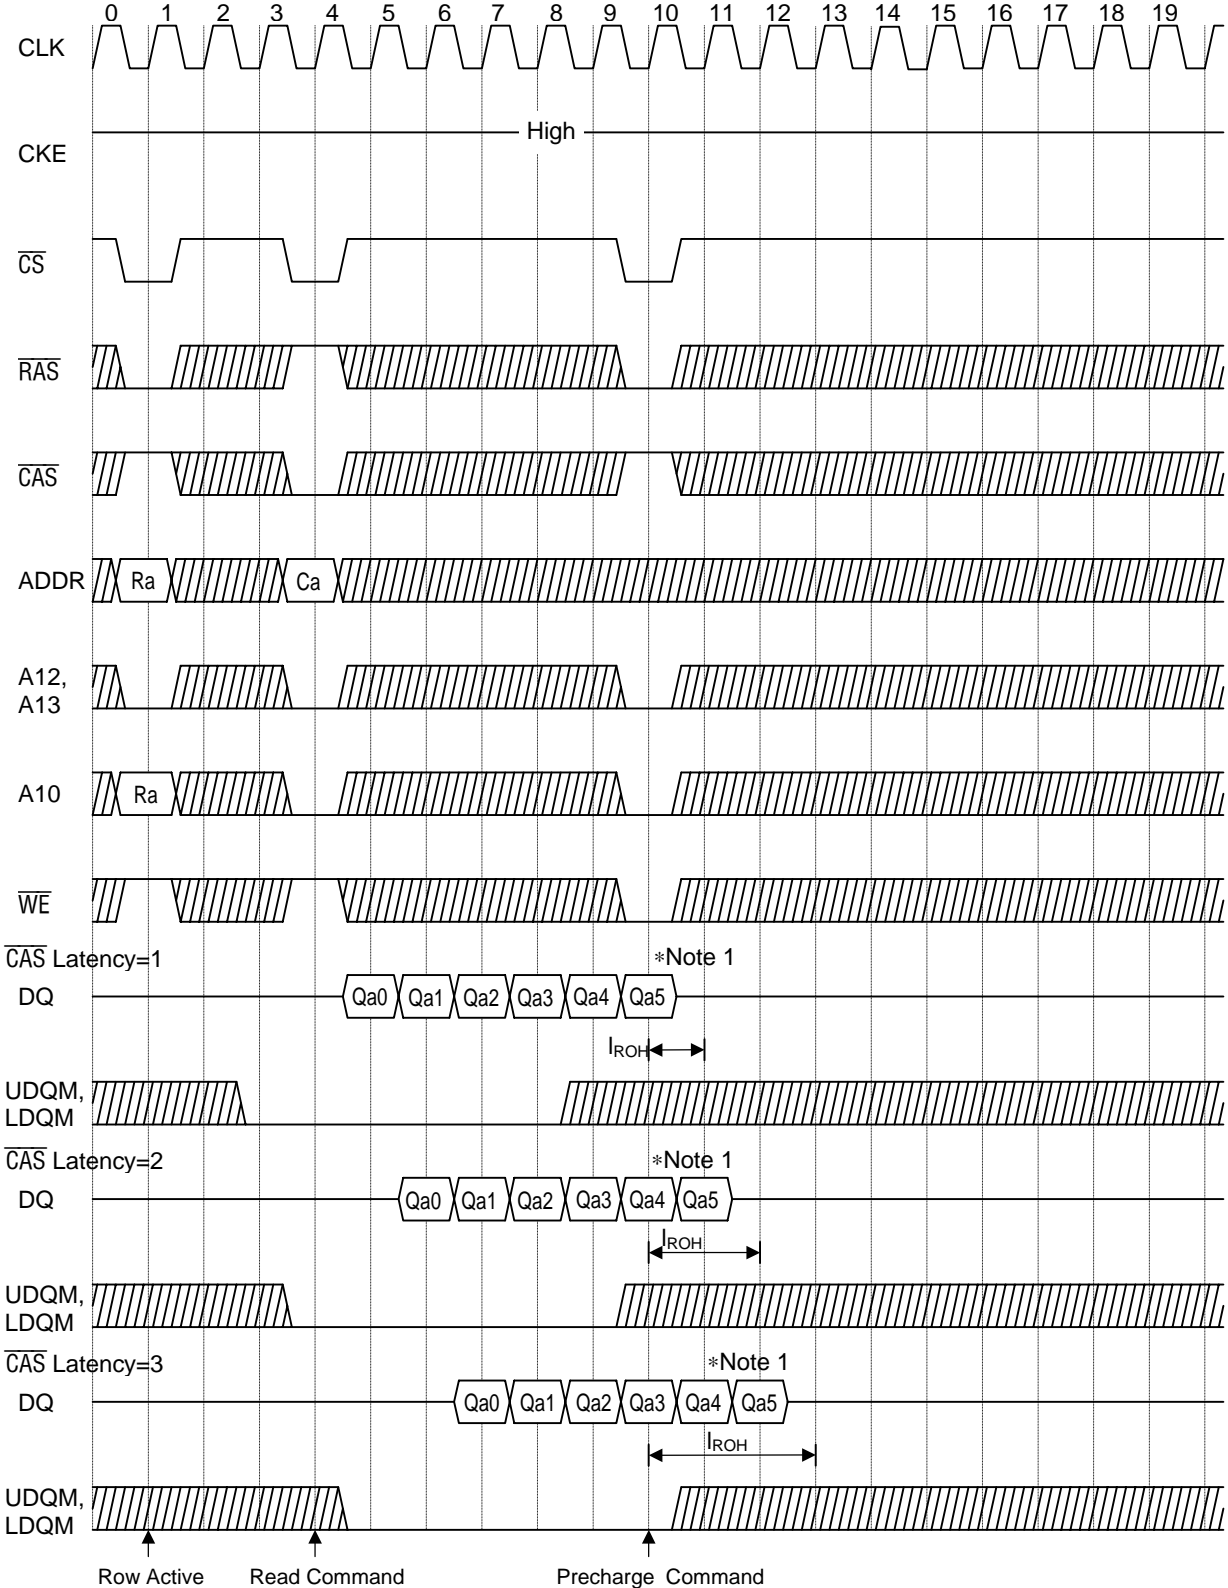 0 1 2 3 4 5 6 7 8 9 10 11 12 13 14 15 16 17 18 19
CLK
High
CKE
CS
RAS
CAS
ADDR Ra Ca
A12,
A13
A10 Ra
WE
CAS Latency=1 *Note 1
DQ Qa0 Qa1 Qa2 Qa3 Qa4 Qa5
IROH
UDQM,
LDQM
CAS Latency=2 *Note 1
DQ Qa0 Qa1 Qa2 Qa3 Qa4 Qa5
IROH
UDQM,
LDQM
CAS Latency=3 *Note 1
DQ Qa0 Qa1 Qa2 Qa3 Qa4 Qa5
IROH
UDQM,
LDQM
Row Active Read Command Precharge Command